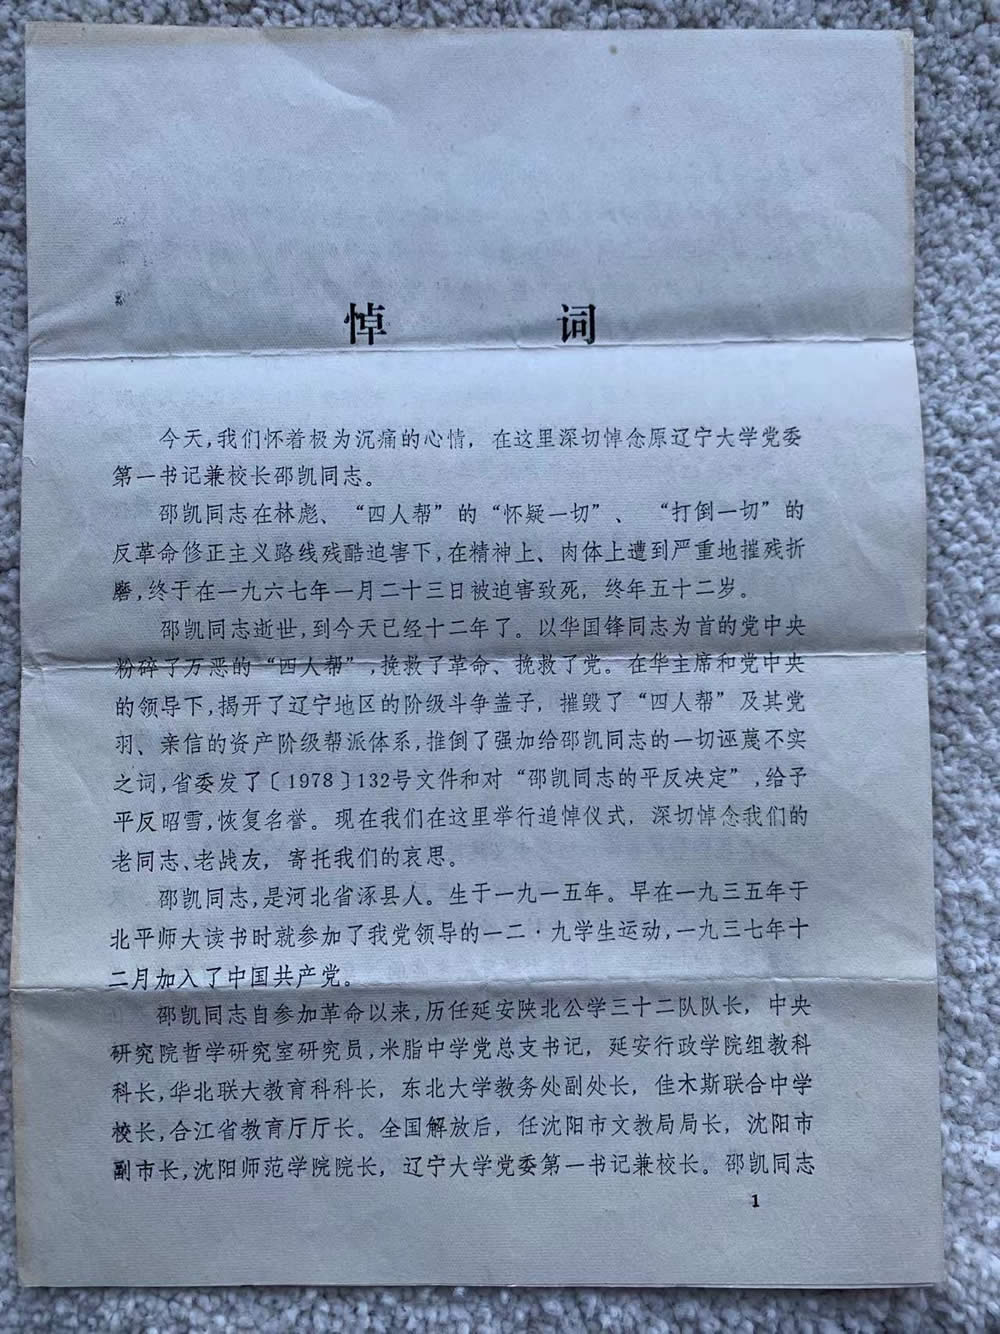 悼 词
今天,我们怀着极为沉痛的心情, 在这里深切悼念原辽宁大学党委
第一书记兼校长邵凯同志。
邵凯同志在林彪、“四人帮”的“怀疑一切”、 “打倒一切”的
反革命修正主义路线残酷迫害下,在精神上、肉体上遭到严重地摧残折
磨,终于在一九六七年一月二十三日被迫害致死, 终年五十二岁。
邵凯同志逝世,到今天已经十二年了。以华国锋同志为首的党中央
粉碎了万恶的“四人帮”,挽救了革命、挽救了党。在华主席和党中央
的领导下,揭开了辽宁地区的阶级斗争盖子, 摧毁了“四人帮”及其党
羽、亲信的资产阶级帮派体系,推倒了强加给邵凯同志的一切诬蔑不实
之词,省委发了〔1978〕132号文件和对“邵凯同志的平反决定”,给予
平反昭雪,恢复名誉。现在我们在这里举行追悼仪式, 深切悼念我们的
老同志、老战友, 寄托我们的哀思。
邵凯同志,是河北省涿县人。生于一九一五年。早在一九三五年于
北平师大读书时就参加了我党领导的一二·九学生运动,一九三七年十
二月加入了中国共产党。
邵凯同志自参加革命以来,历任延安陕北公学三十二队队长, 中央
研究院哲学研究室研究员,米脂中学党总支书记, 延安行政学院组教科
科长,华北联大教育科科长, 东北大学教务处副处长, 佳木斯联合中学
校长,合江省教育厅厅长。全国解放后, 任沈阳市文教局局长, 沈阳市
副市长,沈阳师范学院院长, 辽宁大学党委第一书记兼校长。邵凯同志
1